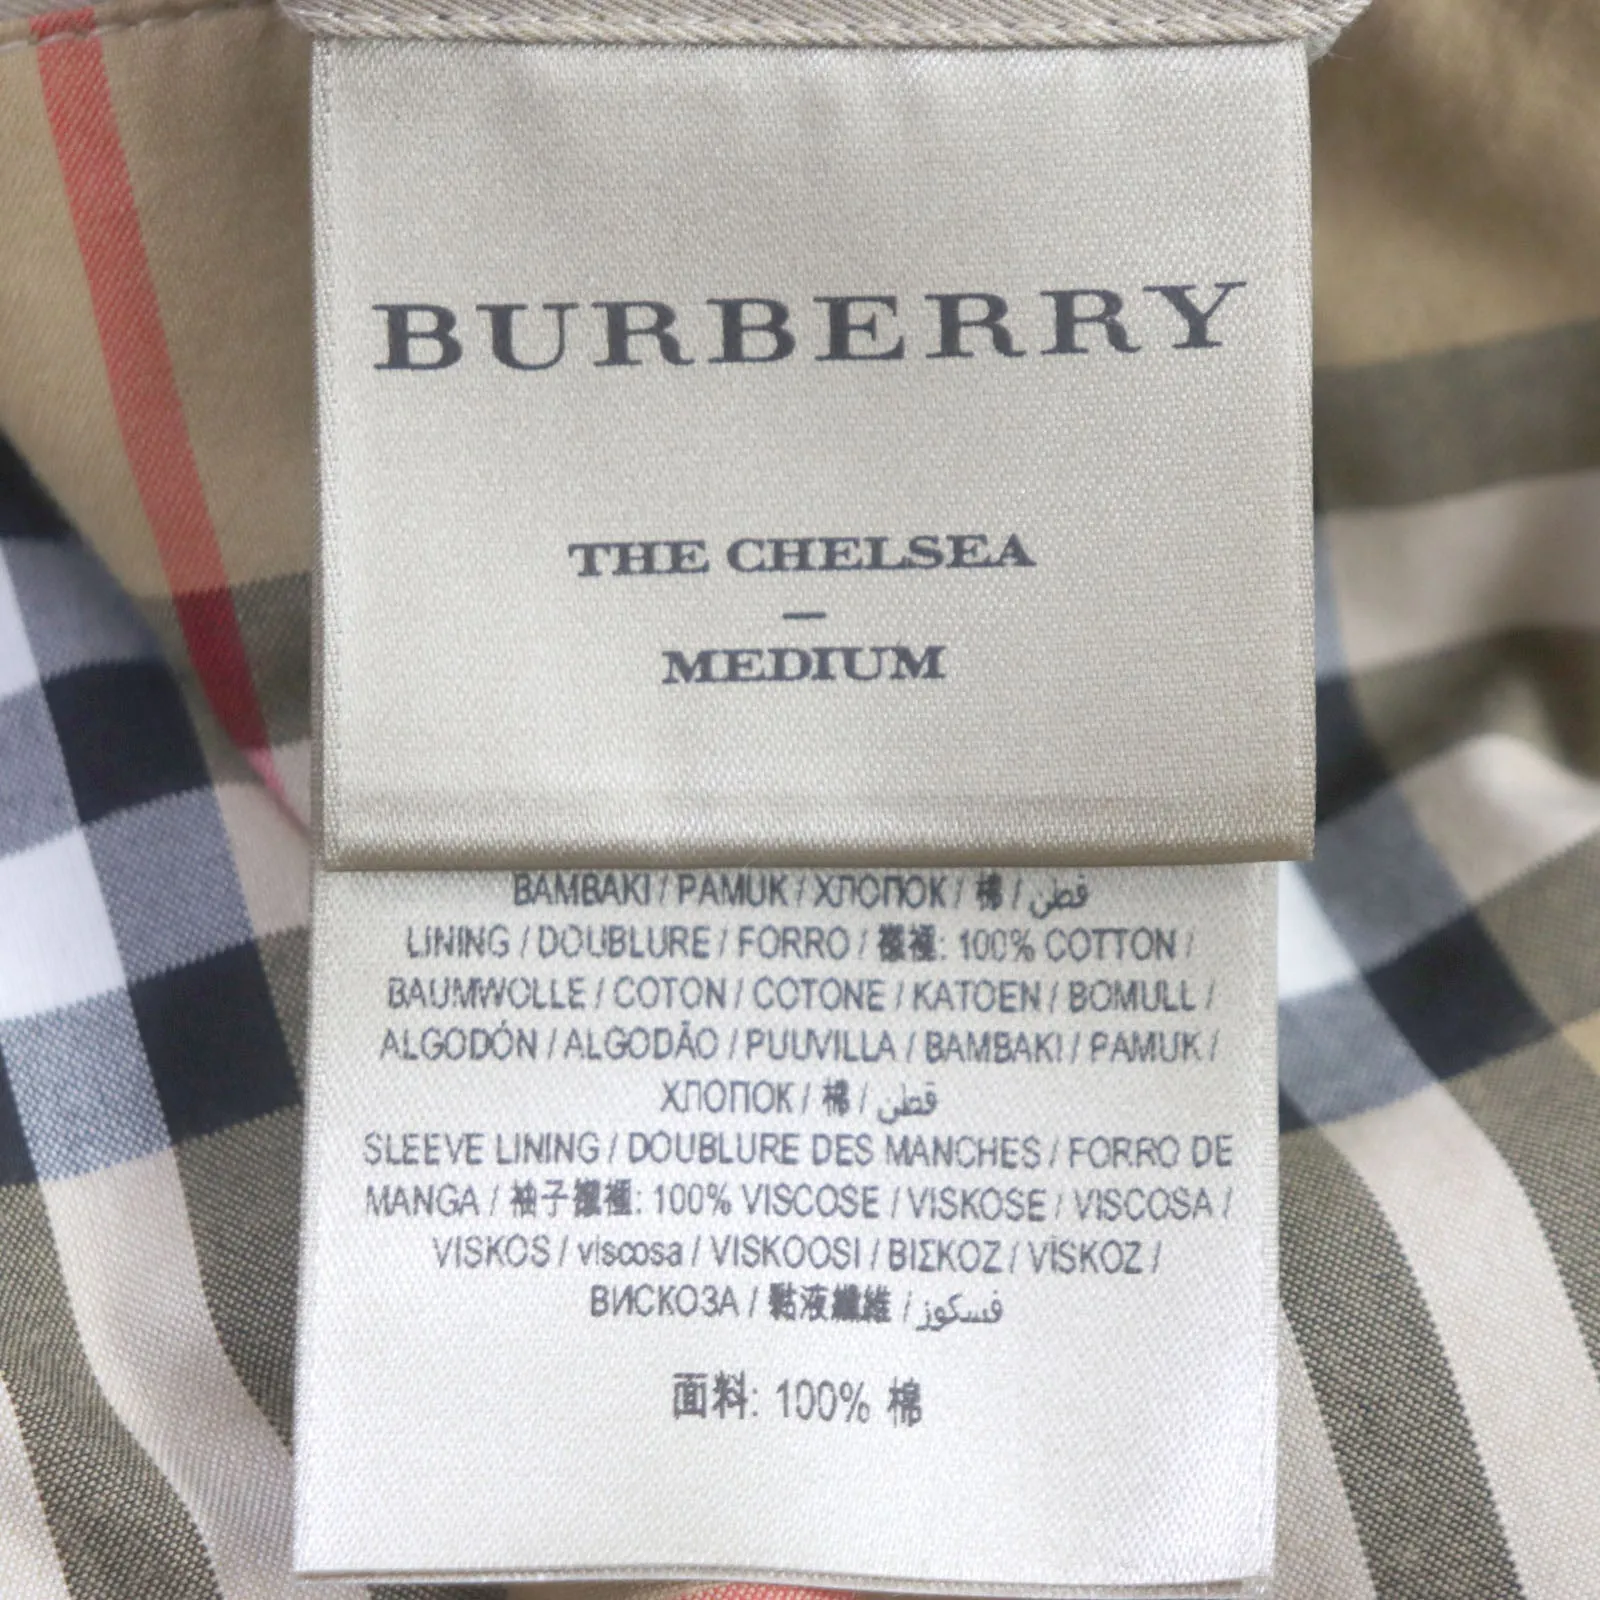 BURBERRY
THE CHELSEA
—
MEDIUM
BAMBAKI / PAMUK / ХЛОПОК / 棉 / قطن
LINING / DOUBLURE / FORRO / 襯裡: 100% COTTON /
BAUMWOLLE / COTON / COTONE / KATOEN / BOMULL /
ALGODÓN / ALGODÃO / PUUVILLA / BAMBAKI / PAMUK /
ХЛОПОК / 棉 / قطن
SLEEVE LINING / DOUBLURE DES MANCHES / FORRO DE
MANGA / 袖子襯裡: 100% VISCOSE / VISKOSE / VISCOSA /
VISKOS / viscosa / VISKOOSI / ΒΙΣΚΟΖ / VİSKOZ /
ВИСКОЗА / 黏液纖維 / فسكوز
面料: 100% 棉